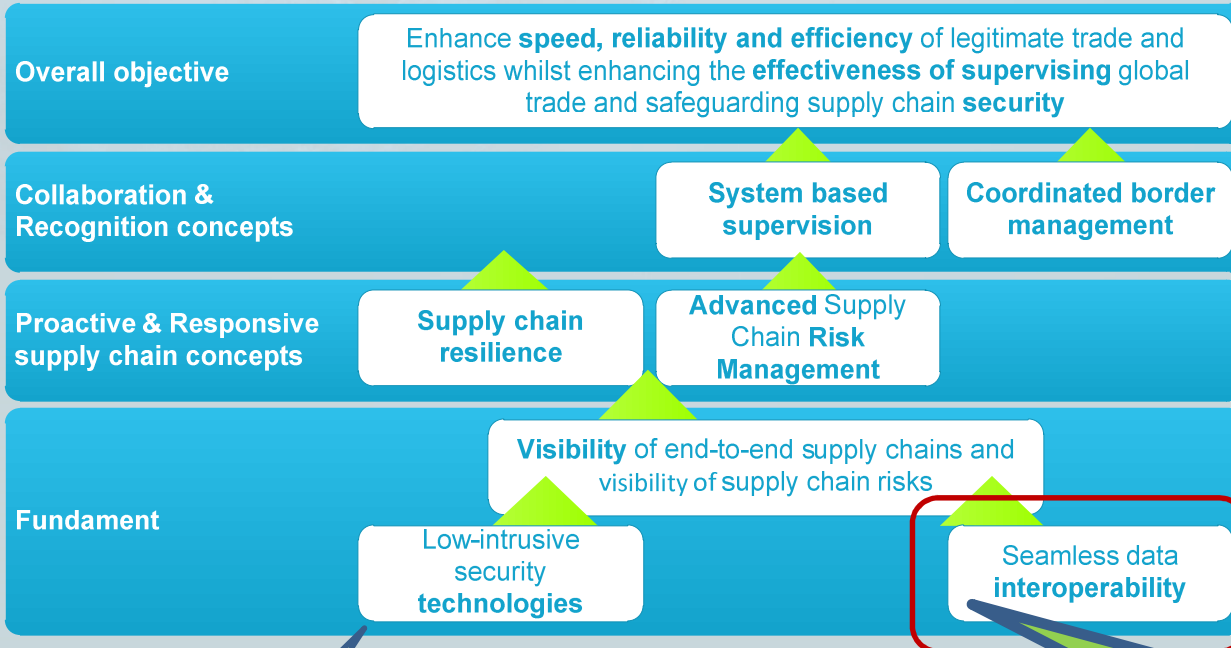 Overall objective
Enhance speed, reliability and efficiency of legitimate trade and
logistics whilst enhancing the effectiveness of supervising global
trade and safeguarding supply chain security
Collaboration &
Recognition concepts
System based
supervision
Coordinated border
management
Proactive & Responsive
supply chain concepts
Supply chain
resilience
Advanced Supply
Chain Risk
Management
Fundament
Visibility of end-to-end supply chains and
visibility of supply chain risks
Low-intrusive
security
technologies
Seamless data
interoperability